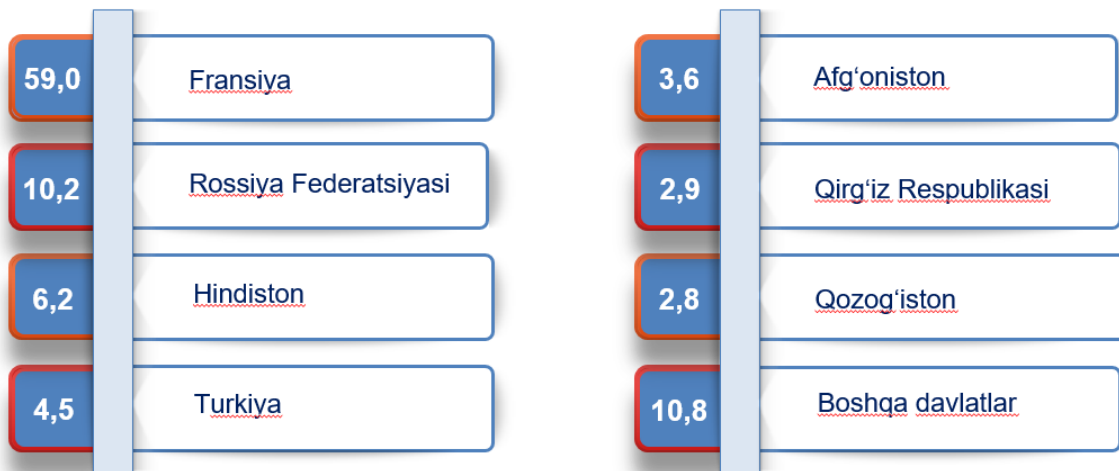 59,0 Fransiya
10,2 Rossiya Federatsiyasi
6,2 Hindiston
4,5 Turkiya
3,6 Afg‘oniston
2,9 Qirg‘iz Respublikasi
2,8 Qozog‘iston
10,8 Boshqa davlatlar